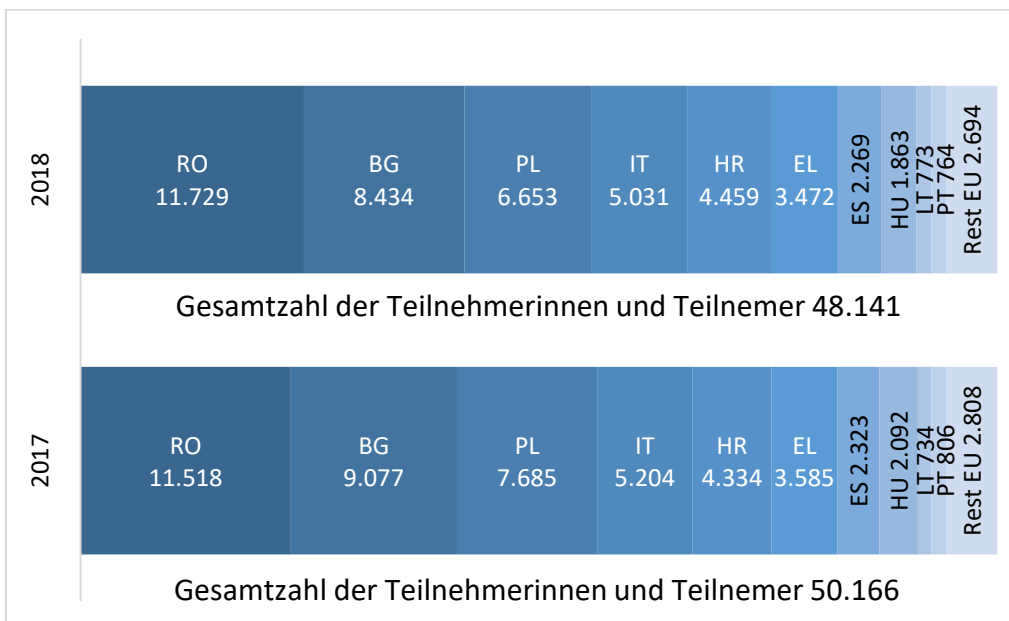 2018
RO
11.729
BG
8.434
PL
6.653
IT
5.031
HR
4.459
EL
3.472
ES 2.269
HU 1.863
LT 773
PT 764
Rest EU 2.694
Gesamtzahl der Teilnehmerinnen und Teilnemer 48.141
2017
RO
11.518
BG
9.077
PL
7.685
IT
5.204
HR
4.334
EL
3.585
ES 2.323
HU 2.092
LT 734
PT 806
Rest EU 2.808
Gesamtzahl der Teilnehmerinnen und Teilnemer 50.166